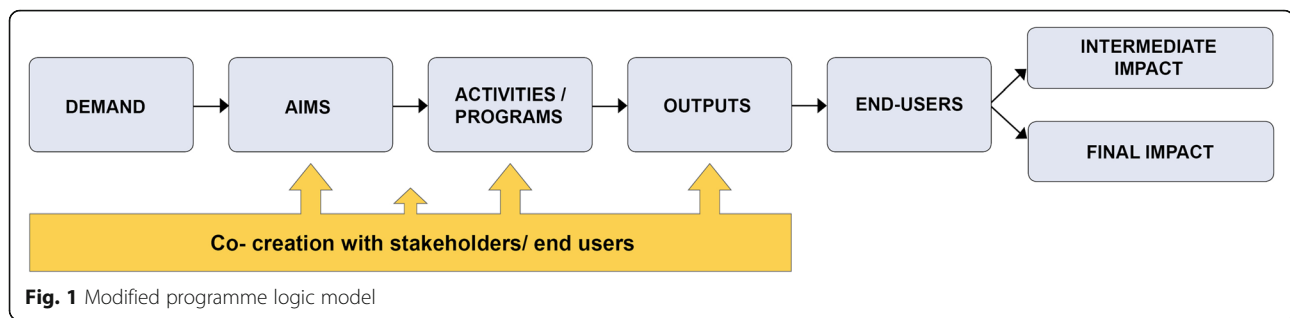 DEMAND
AIMS
ACTIVITIES /
PROGRAMS
OUTPUTS
END-USERS
INTERMEDIATE
IMPACT
FINAL IMPACT
Co- creation with stakeholders/ end users
Fig. 1 Modified programme logic model